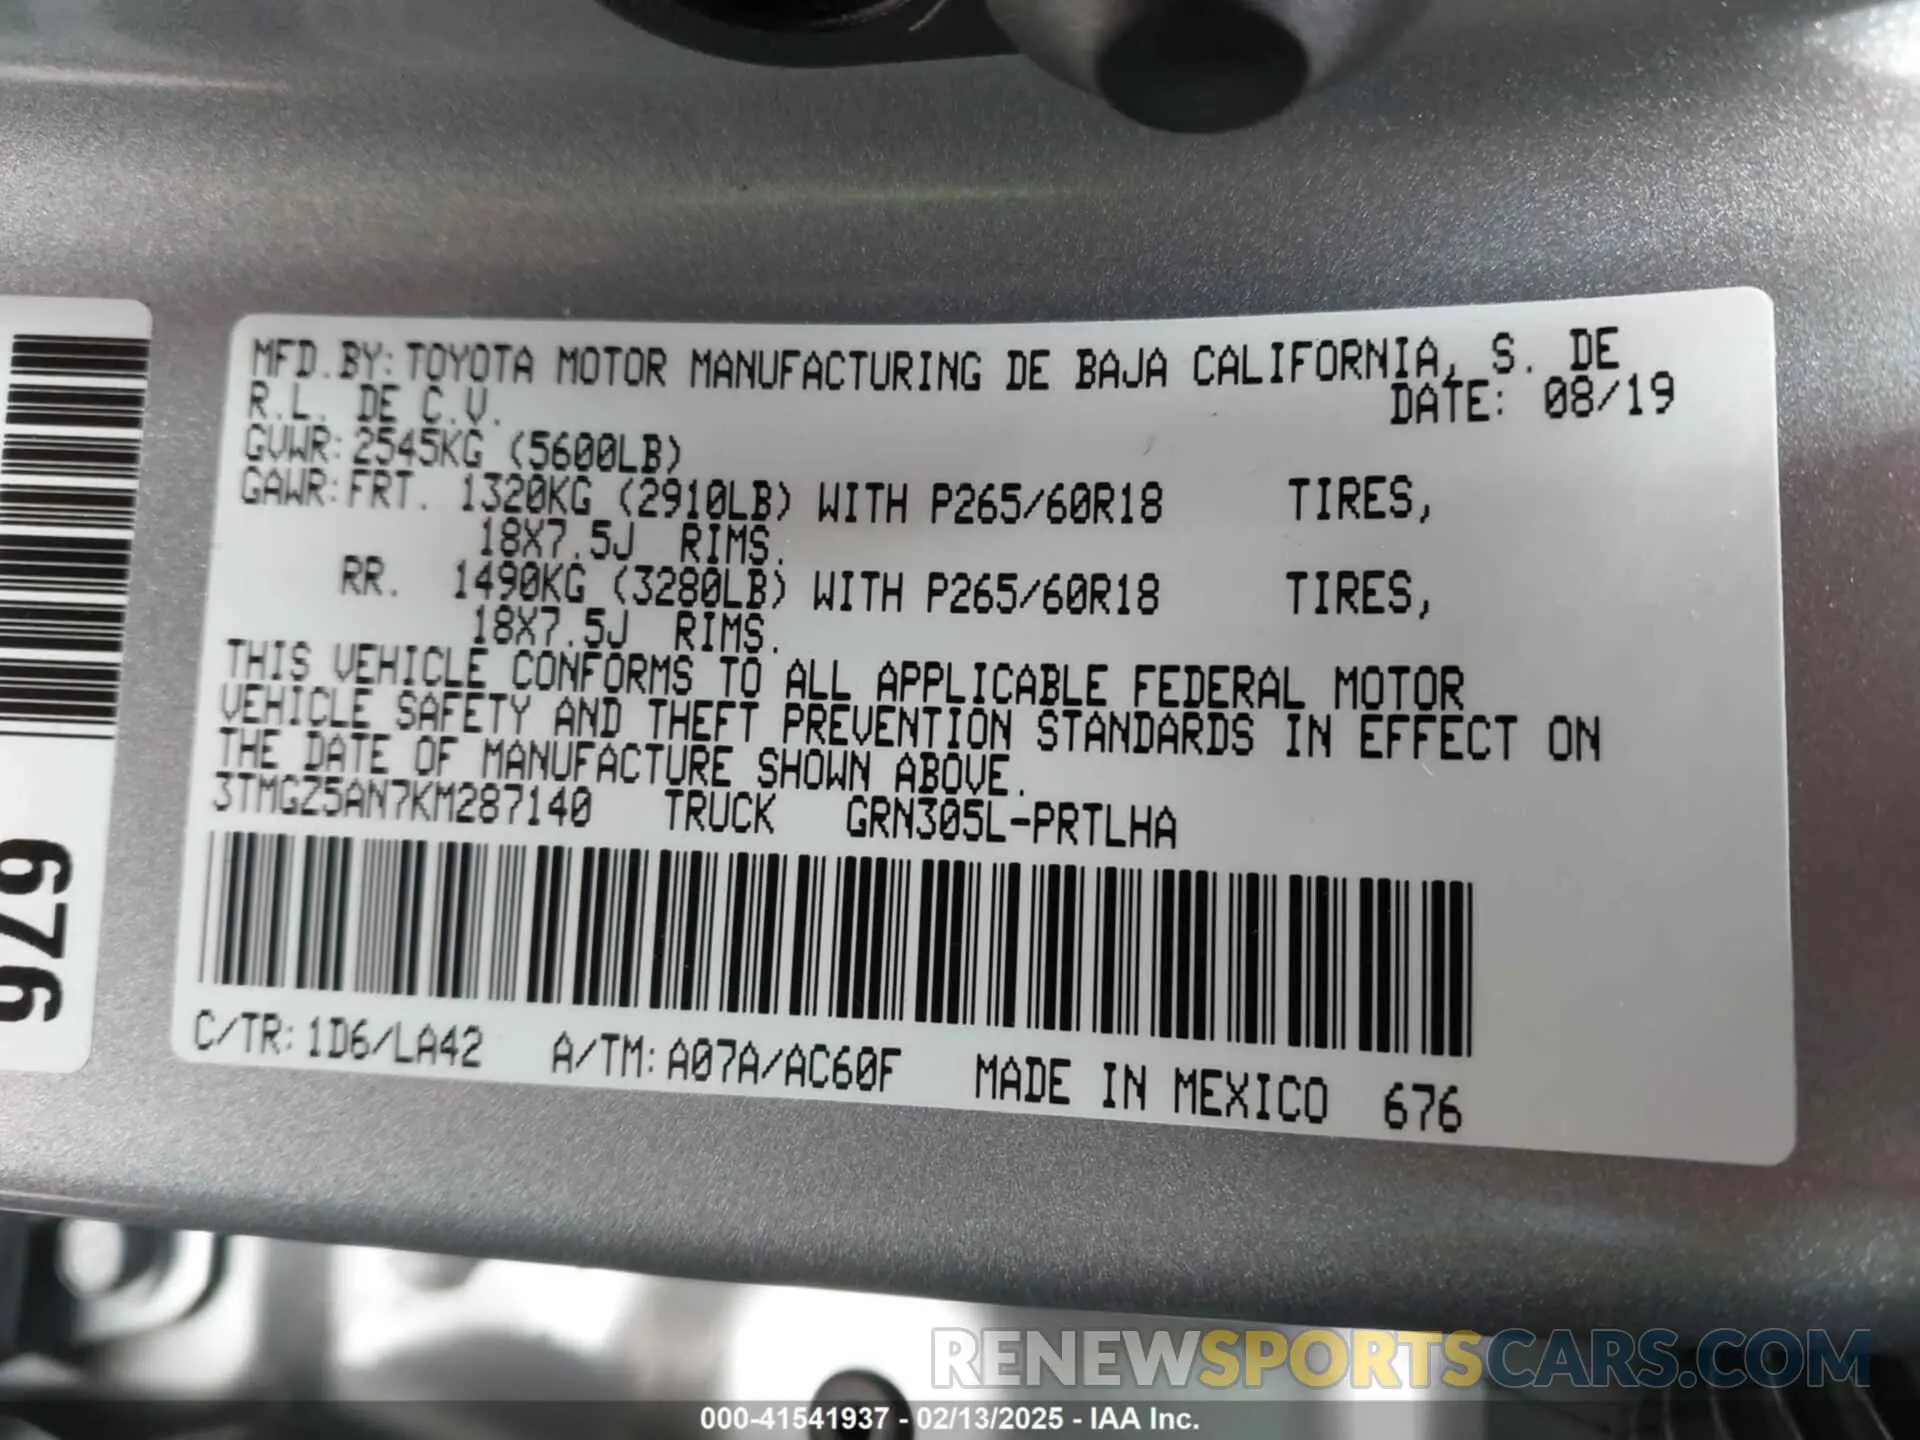 MFD.BY:TOYOTA MOTOR MANUFACTURING DE BAJA CALIFORNIA, S. DE
R.L. DE C.V. DATE: 08/19
GVWR:2545KG (5600LB)
GAWR:FRT. 1320KG (2910LB) WITH P265/60R18 TIRES,
18X7.5J RIMS.
RR. 1490KG (3280LB) WITH P265/60R18 TIRES,
18X7.5J RIMS.
THIS VEHICLE CONFORMS TO ALL APPLICABLE FEDERAL MOTOR
VEHICLE SAFETY AND THEFT PREVENTION STANDARDS IN EFFECT ON
THE DATE OF MANUFACTURE SHOWN ABOVE.
3TMGZ5AN7KM287140 TRUCK GRN305L-PRTLHA
C/TR:1D6/LA42 A/TM:A07A/AC60F MADE IN MEXICO 676
679
RENEWSPORTSCARS.COM
000-41541937 - 02/13/2025 - IAA Inc.